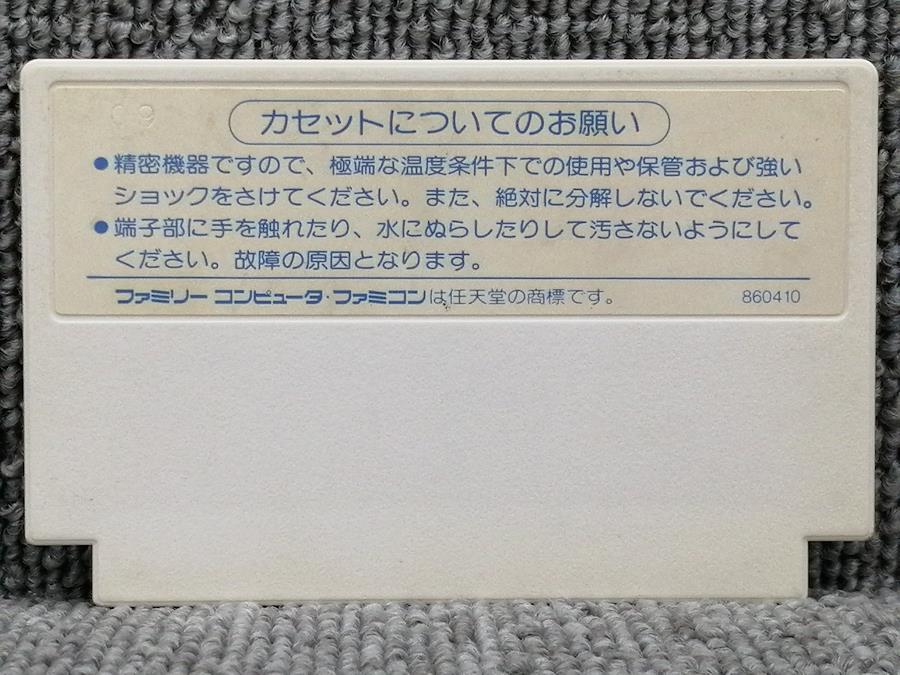 C9
カセットについてのお願い
●精密機器ですので、極端な温度条件下での使用や保管および強い
ショックをさけてください。また、絶対に分解しないでください。
●端子部に手を触れたり、水にぬらしたりして汚さないようにして
ください。故障の原因となります。
ファミリー コンピュータ・ファミコンは任天堂の商標です。 860410